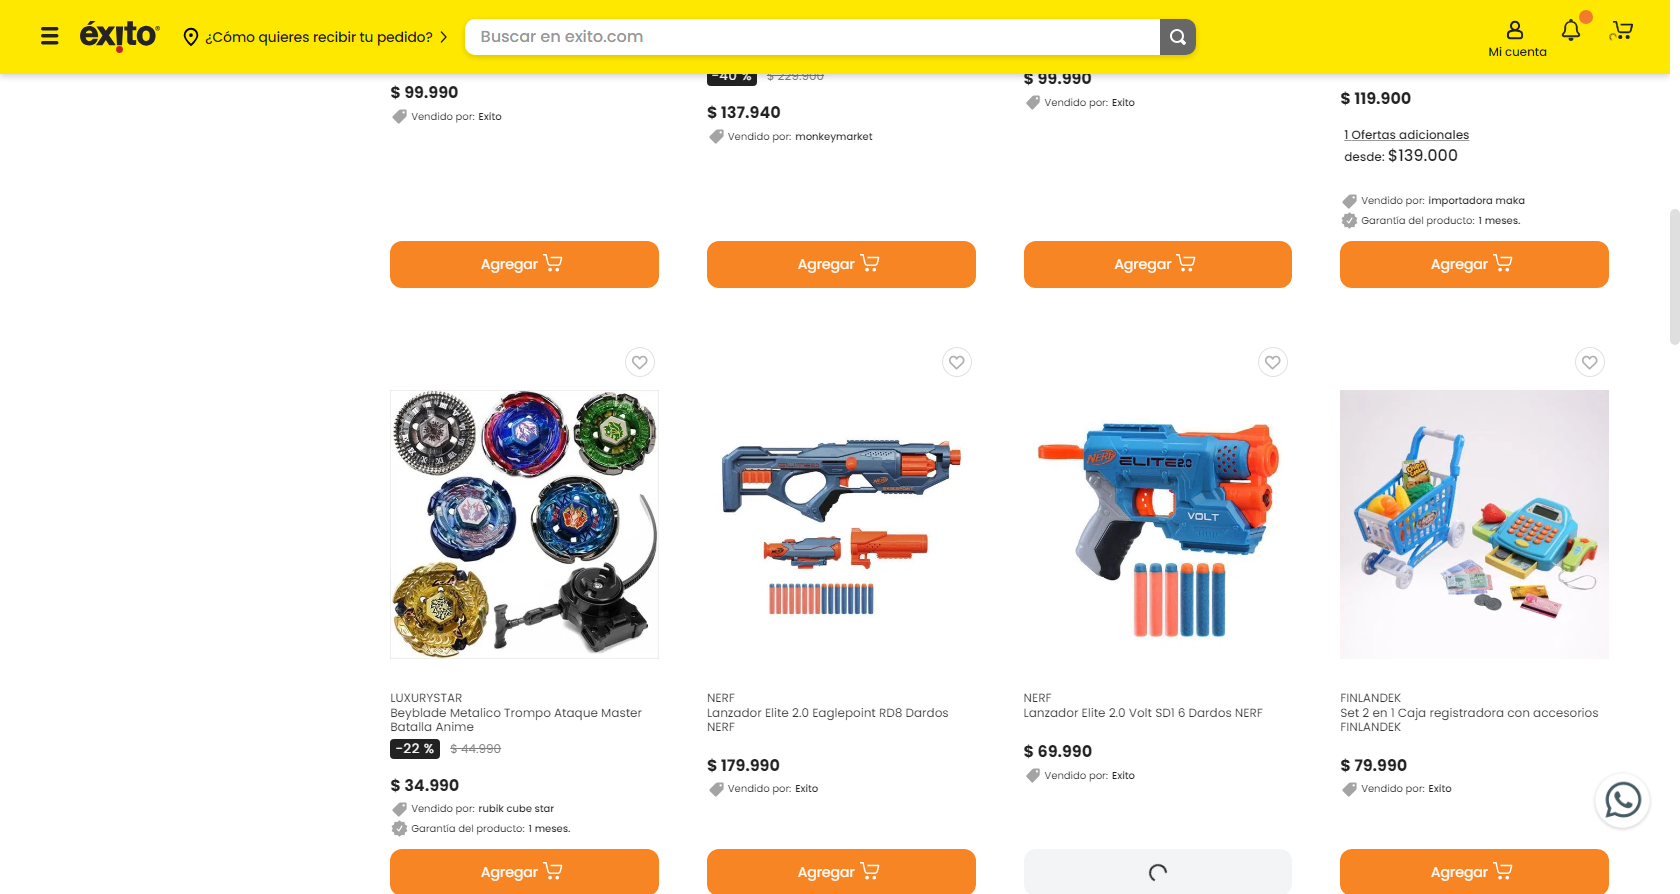 éxito
¿Cómo quieres recibir tu pedido?
Buscar en exito.com
Mi cuenta
$ 99.990
Vendido por: Exito
-40 % $ 229.900
$ 137.940
Vendido por: monkeymarket
$ 99.990
Vendido por: Exito
$ 119.900
1 Ofertas adicionales
desde: $139.000
Vendido por: importadora maka
Garantía del producto: 1 meses.
Agregar
Agregar
Agregar
Agregar
NERF
ELITE 2.0
VOLT
LUXURYSTAR
Beyblade Metalico Trompo Ataque Master
Batalla Anime
-22 % $ 44.990
$ 34.990
Vendido por: rubik cube star
Garantía del producto: 1 meses.
NERF
Lanzador Elite 2.0 Eaglepoint RD8 Dardos
NERF
$ 179.990
Vendido por: Exito
NERF
Lanzador Elite 2.0 Volt SD1 6 Dardos NERF
$ 69.990
Vendido por: Exito
FINLANDEK
Set 2 en 1 Caja registradora con accesorios
FINLANDEK
$ 79.990
Vendido por: Exito
Agregar
Agregar
Agregar